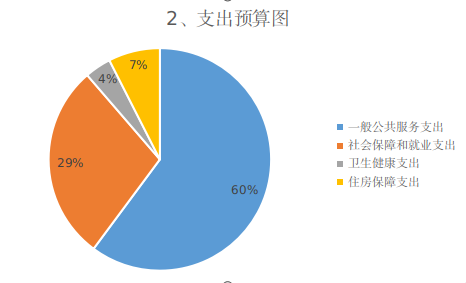 2、支出预算图
7%
4%
29%
60%
一般公共服务支出
社会保障和就业支出
卫生健康支出
住房保障支出